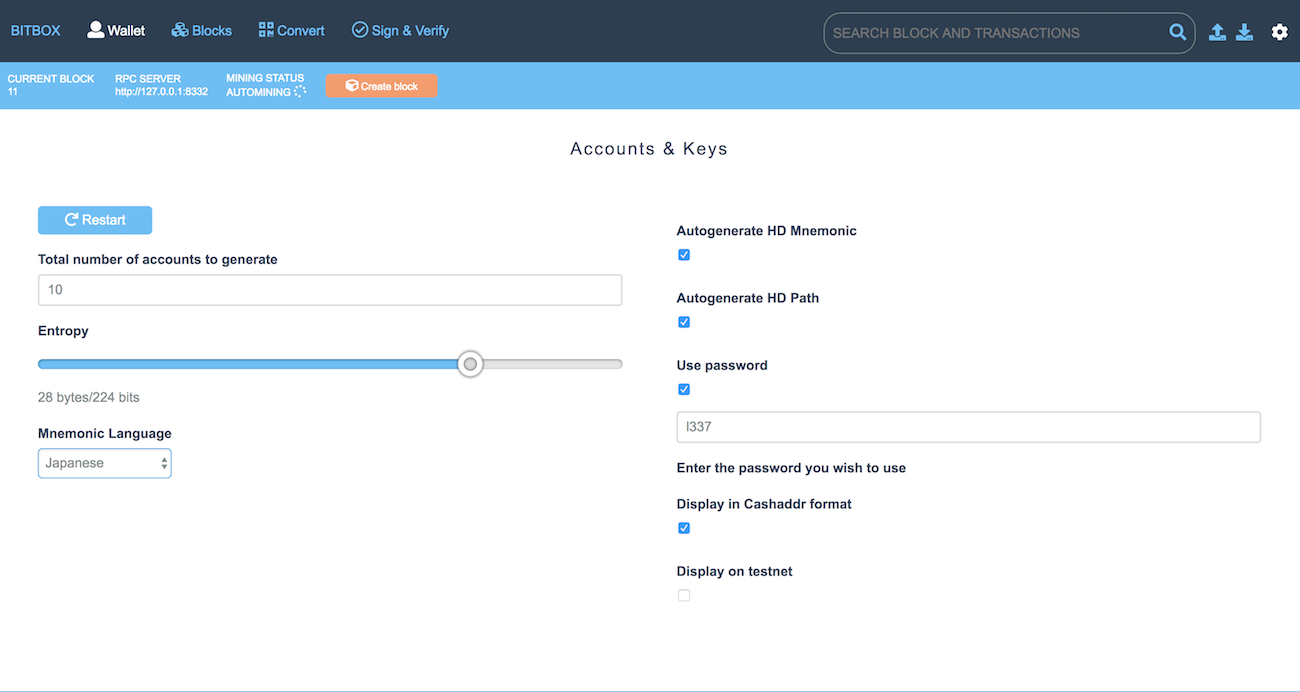 BITBOX Wallet Blocks Convert Sign & Verify SEARCH BLOCK AND TRANSACTIONS
CURRENT BLOCK
11
RPC SERVER
http://127.0.0.1:8332
MINING STATUS
AUTOMINING
Create block
Accounts & Keys
Restart
Total number of accounts to generate
10
Entropy
28 bytes/224 bits
Mnemonic Language
Japanese
Autogenerate HD Mnemonic
Autogenerate HD Path
Use password
l337
Enter the password you wish to use
Display in Cashaddr format
Display on testnet